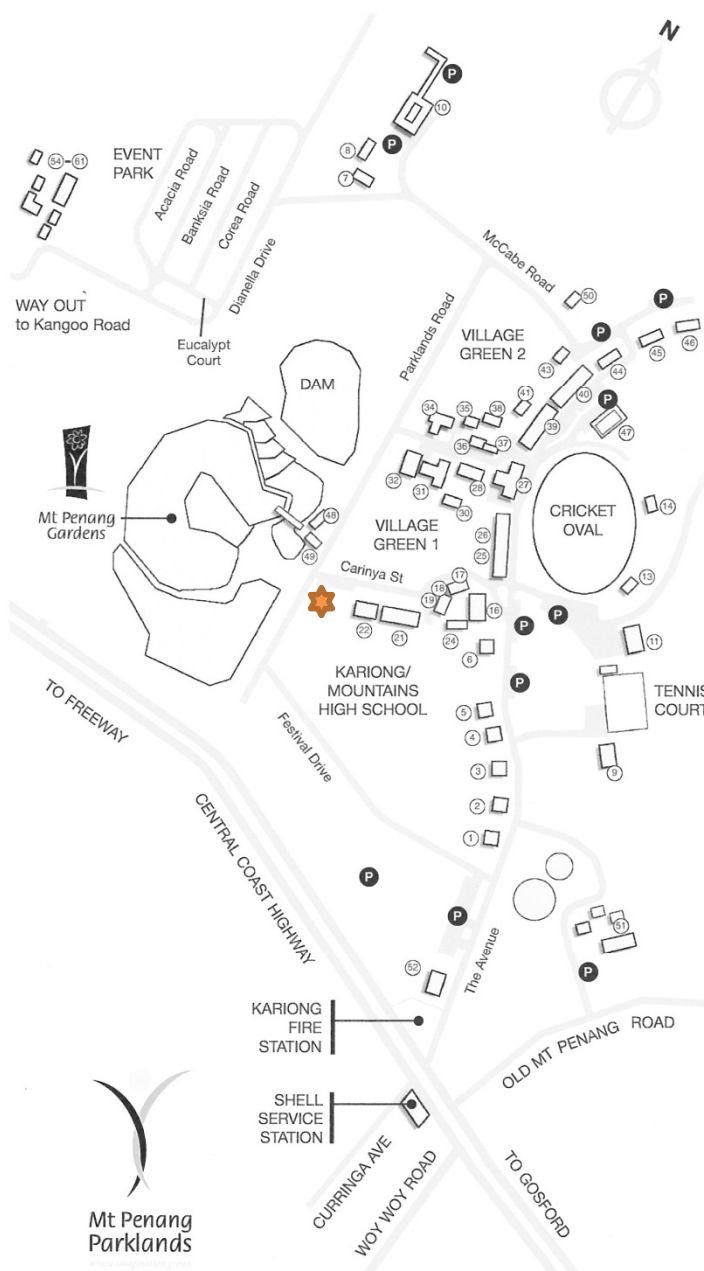 N
P
10
8
P
7
54-61
EVENT
PARK
Acacia Road
Banksia Road
Corea Road
Dianella Drive
McCabe Road
WAY OUT
to Kangoo Road
Eucalypt
Court
Parklands Road
50
P
P
VILLAGE
GREEN 2
43
44
45
46
DAM
41
40
P
34
35
38
39
47
36
37
32
31
28
27
30
Mt Penang
Gardens
48
49
VILLAGE
GREEN 1
26
25
CRICKET
OVAL
14
Carinya St
17
18
19
16
13
22
21
24
P
P
6
11
KARIONG/
MOUNTAINS
HIGH SCHOOL
P
TENNIS
COURT
5
4
3
9
2
1
TO FREEWAY
Festival Drive
CENTRAL COAST HIGHWAY
P
P
51
P
52
The Avenue
KARIONG
FIRE
STATION
OLD MT PENANG ROAD
SHELL
SERVICE
STATION
CURRINGA AVE
WOY WOY ROAD
TO GOSFORD
Mt Penang
Parklands